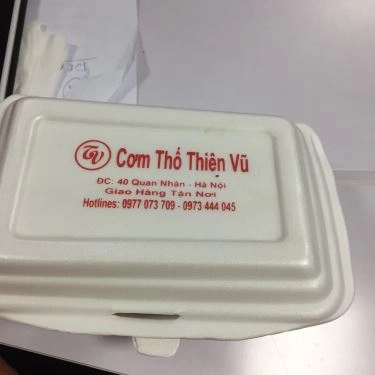 TV Cơm Thố Thiện Vũ
ĐC. 40 Quan Nhân - Hà Nội
Giao Hàng Tận Nơi
Hotlines: 0977 073 709 - 0973 444 045